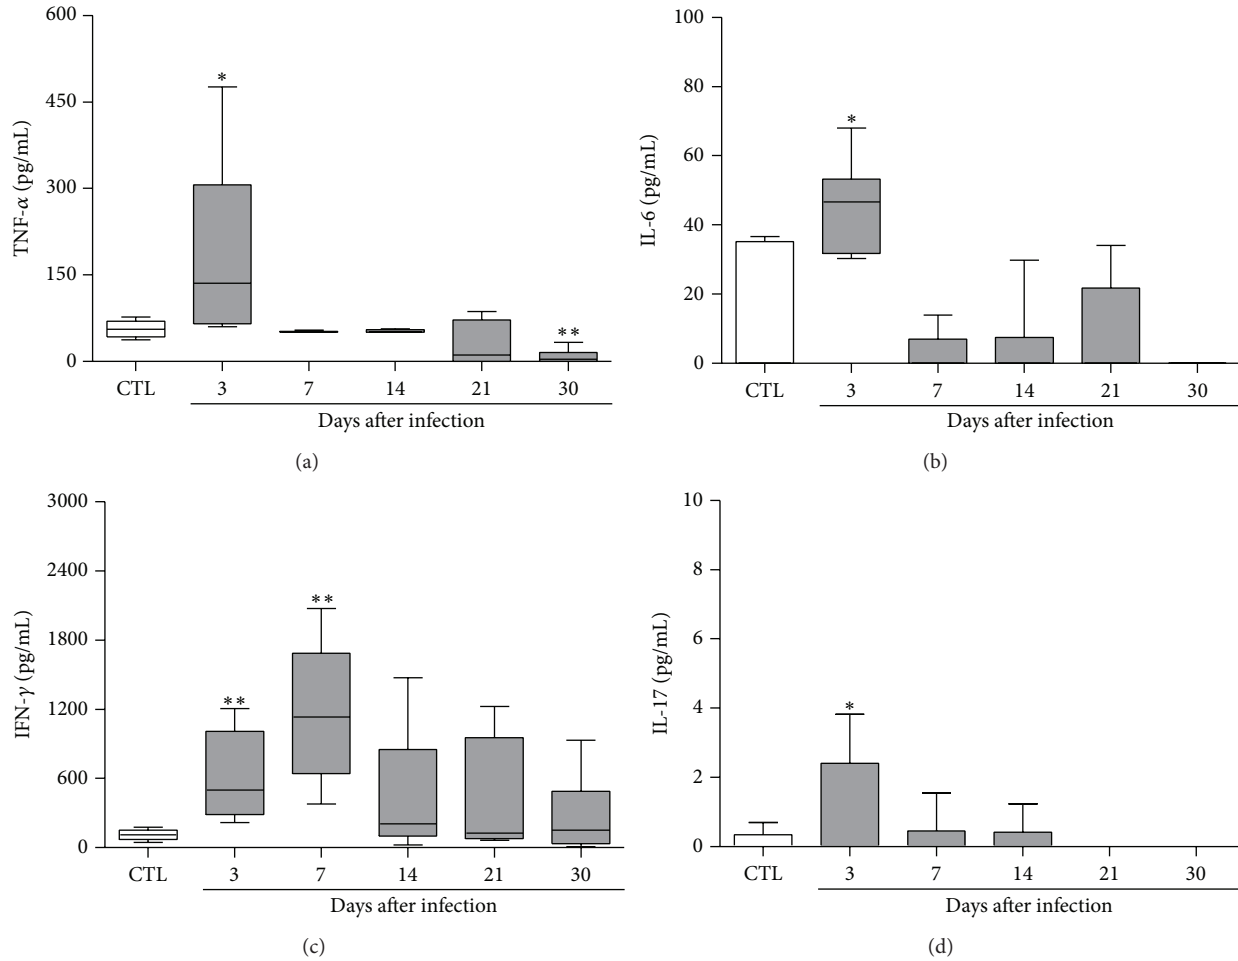 600
450
300
150
0
TNF-α (pg/mL)
*
**
CTL 3 7 14 21 30
Days after infection
(a)
100
80
60
40
20
0
IL-6 (pg/mL)
*
CTL 3 7 14 21 30
Days after infection
(b)
3000
2400
1800
1200
600
0
IFN-γ (pg/mL)
**
**
CTL 3 7 14 21 30
Days after infection
(c)
10
8
6
4
2
0
IL-17 (pg/mL)
*
CTL 3 7 14 21 30
Days after infection
(d)